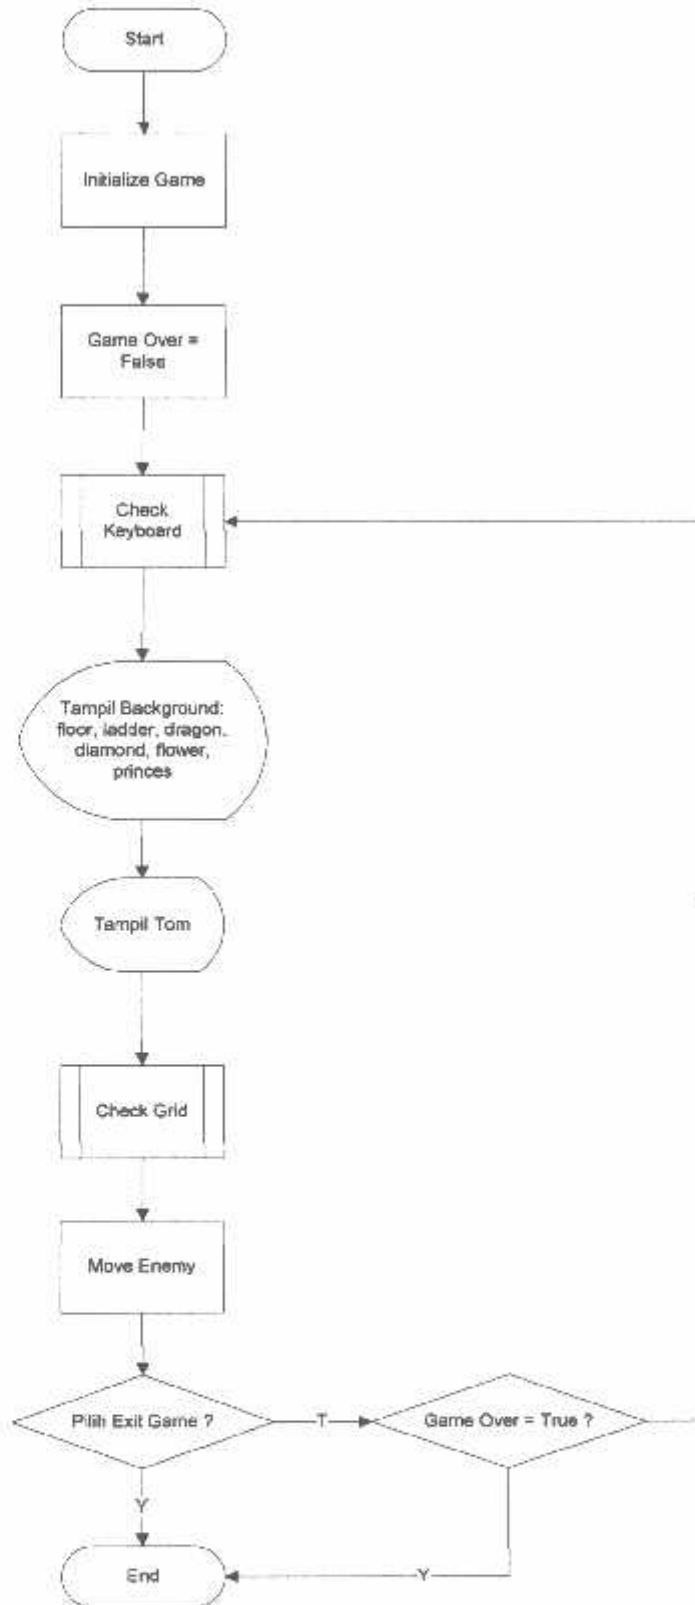 Start
Initialize Game
Game Over =
False
Check
Keyboard
Tampil Background:
floor, ladder, dragon,
diamond, flower,
princes
Tampil Tom
Check Grid
Move Enemy
Pilih Exit Game ?
T
Game Over = True ?
Y
End
Y